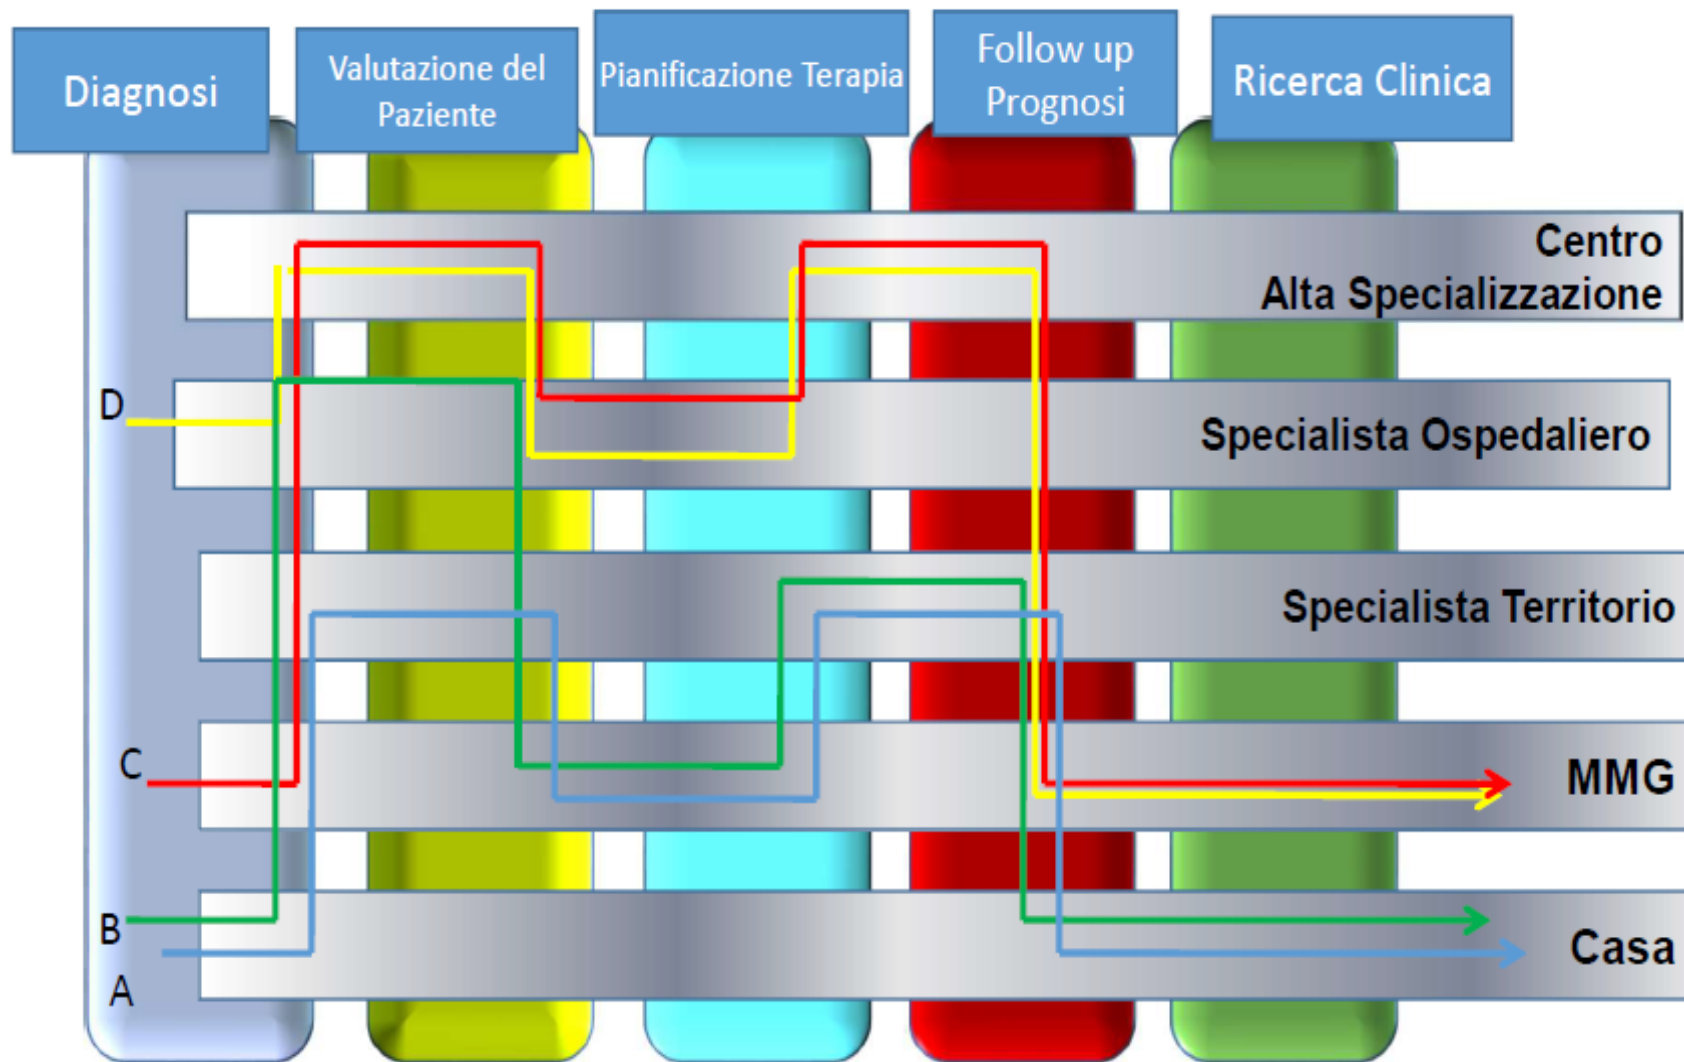 Diagnosi
Valutazione del
Paziente
Pianificazione Terapia
Follow up
Prognosi
Ricerca Clinica
Centro
Alta Specializzazione
D
Specialista Ospedaliero
Specialista Territorio
C
MMG
B
Casa
A